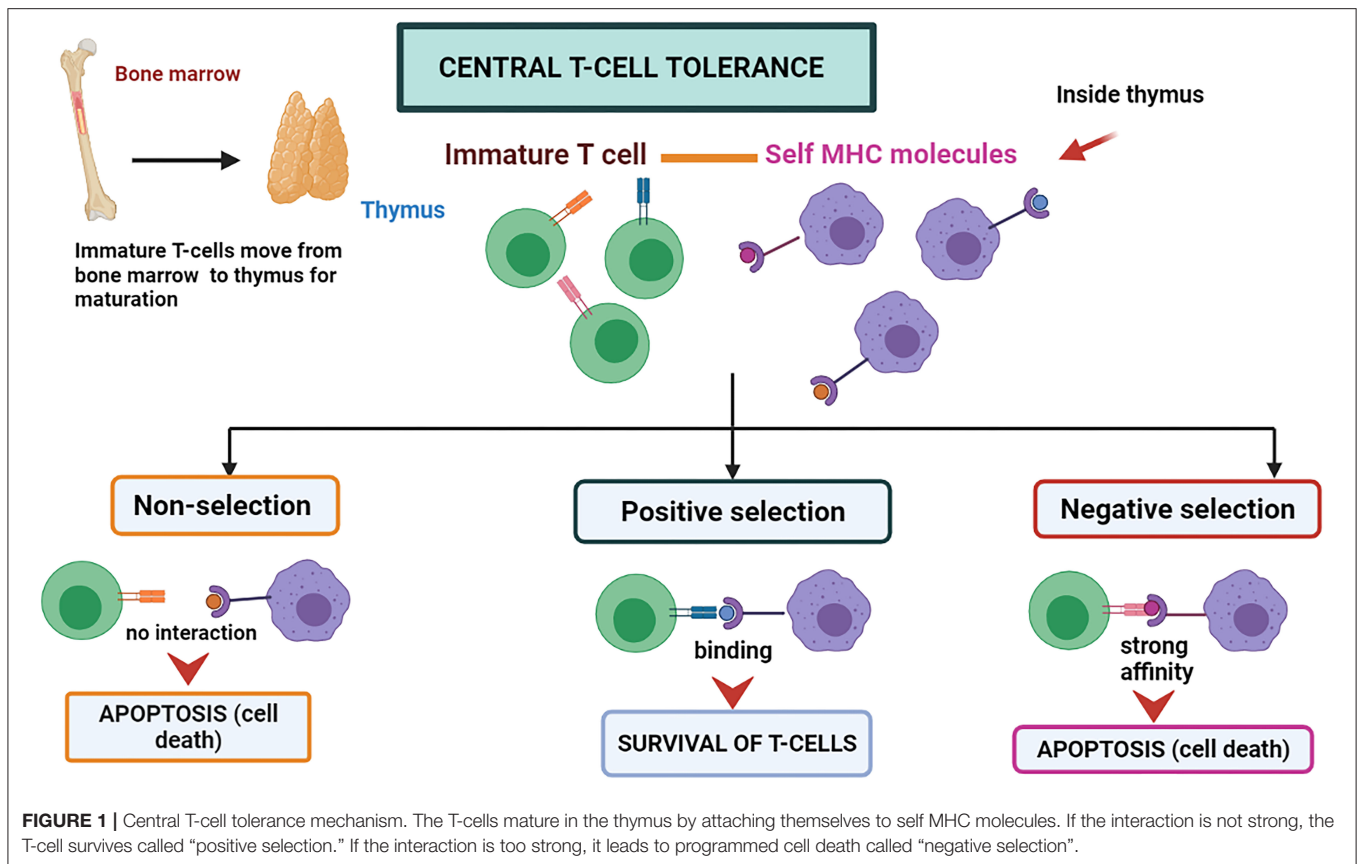 Bone marrow
CENTRAL T-CELL TOLERANCE
Inside thymus
Immature T cell
Self MHC molecules
Thymus
Immature T-cells move from
bone marrow to thymus for
maturation
Non-selection
Positive selection
Negative selection
no interaction
binding
strong
affinity
APOPTOSIS (cell
death)
SURVIVAL OF T-CELLS
APOPTOSIS (cell death)
FIGURE 1 | Central T-cell tolerance mechanism. The T-cells mature in the thymus by attaching themselves to self MHC molecules. If the interaction is not strong, the
T-cell survives called “positive selection.” If the interaction is too strong, it leads to programmed cell death called “negative selection”.